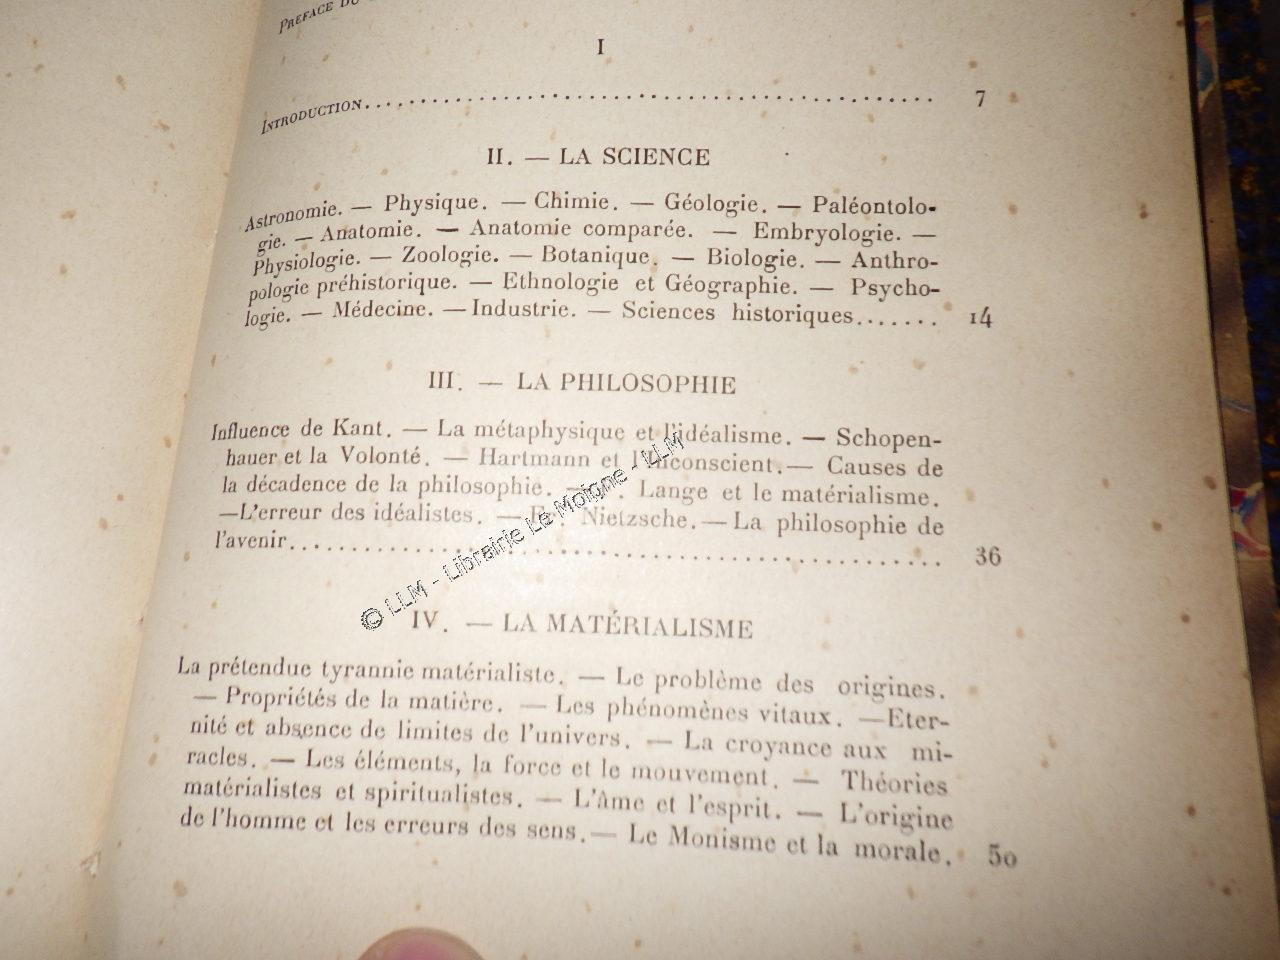 PRÉFACE DU
I
INTRODUCTION........................................ 7
II. — LA SCIENCE
Astronomie. — Physique. — Chimie. — Géologie. — Paléontolo-
gie. — Anatomie. — Anatomie comparée. — Embryologie. —
Physiologie. — Zoologie. — Botanique. — Biologie. — Anthro-
pologie préhistorique. — Ethnologie et Géographie. — Psycho-
logie. — Médecine. — Industrie. — Sciences historiques....... 14
III. — LA PHILOSOPHIE
Influence de Kant. — La métaphysique et l'idéalisme. — Schopen-
hauer et la Volonté. — Hartmann et l'Inconscient. — Causes de
la décadence de la philosophie. — Lange et le matérialisme.
—L'erreur des idéalistes. — Fr. Nietzsche. — La philosophie de
l'avenir........................................ 36
© LLM - Librairie Le Moigne - LLM
IV. — LA MATÉRIALISME
La prétendue tyrannie matérialiste. — Le problème des origines.
— Propriétés de la matière. — Les phénomènes vitaux. —Eter-
nité et absence de limites de l'univers. — La croyance aux mi-
racles. — Les éléments, la force et le mouvement. — Théories
matérialistes et spiritualistes. — L'âme et l'esprit. — L'origine
de l'homme et les erreurs des sens. — Le Monisme et la morale. 50